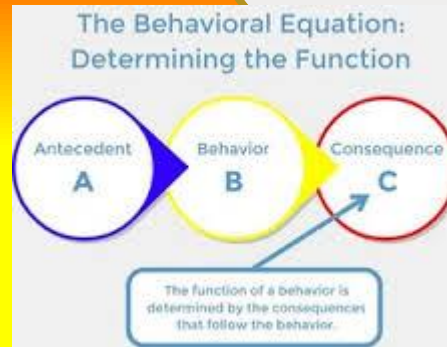 The Behavioral Equation:
Determining the Function
Antecedent
A
Behavior
B
Consequence
C
The function of a behavior is
determined by the consequences
that follow the behavior.